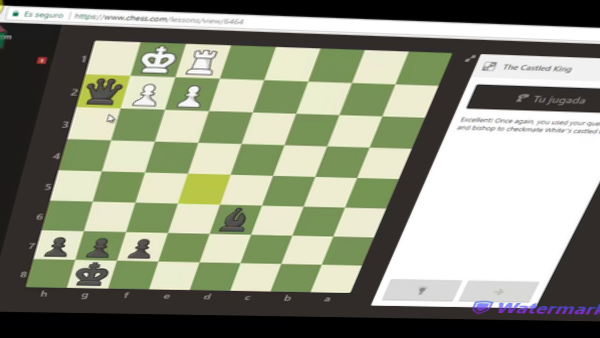 Es seguro | https://www.chess.com/lessons/view/6464
om
1
2
3
4
5
6
7
8
h g f e d c b a
The Castled King
Tu jugada
Excellent! Once again, you used your que
and bishop to checkmate White's castled
Watermark